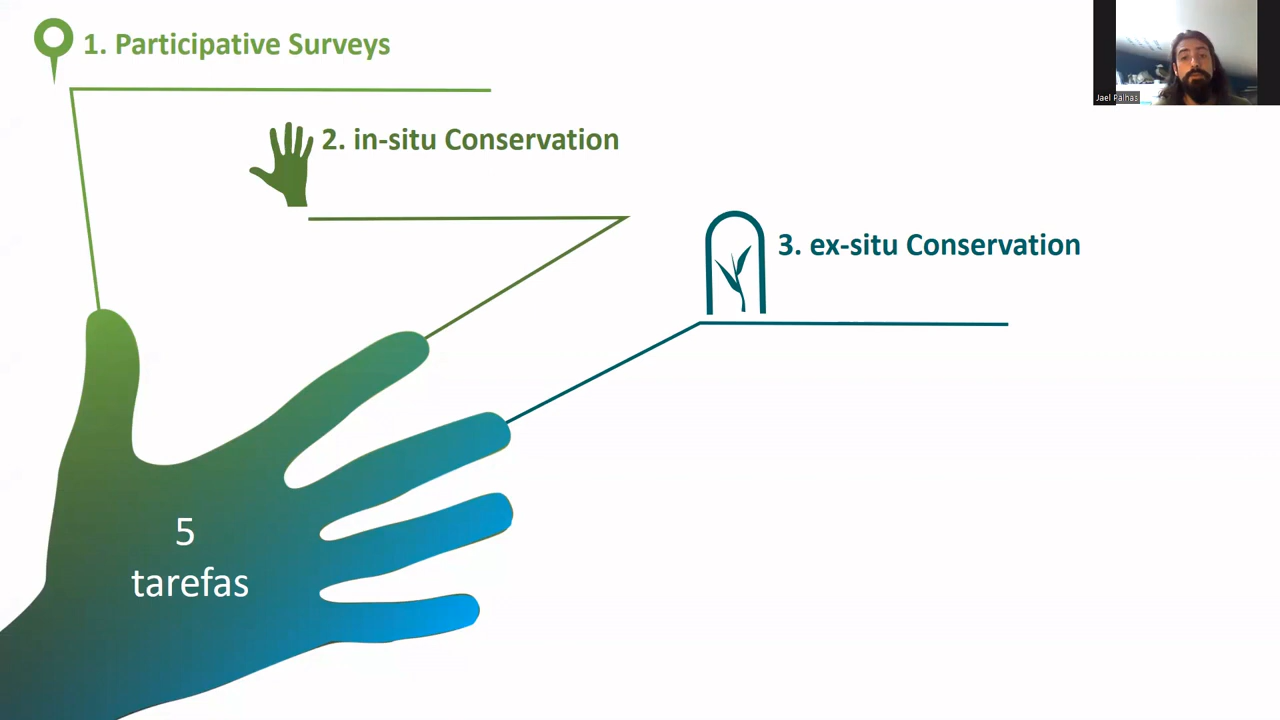 1. Participative Surveys
2. in-situ Conservation
3. ex-situ Conservation
5
tarefas
Jael Palhas